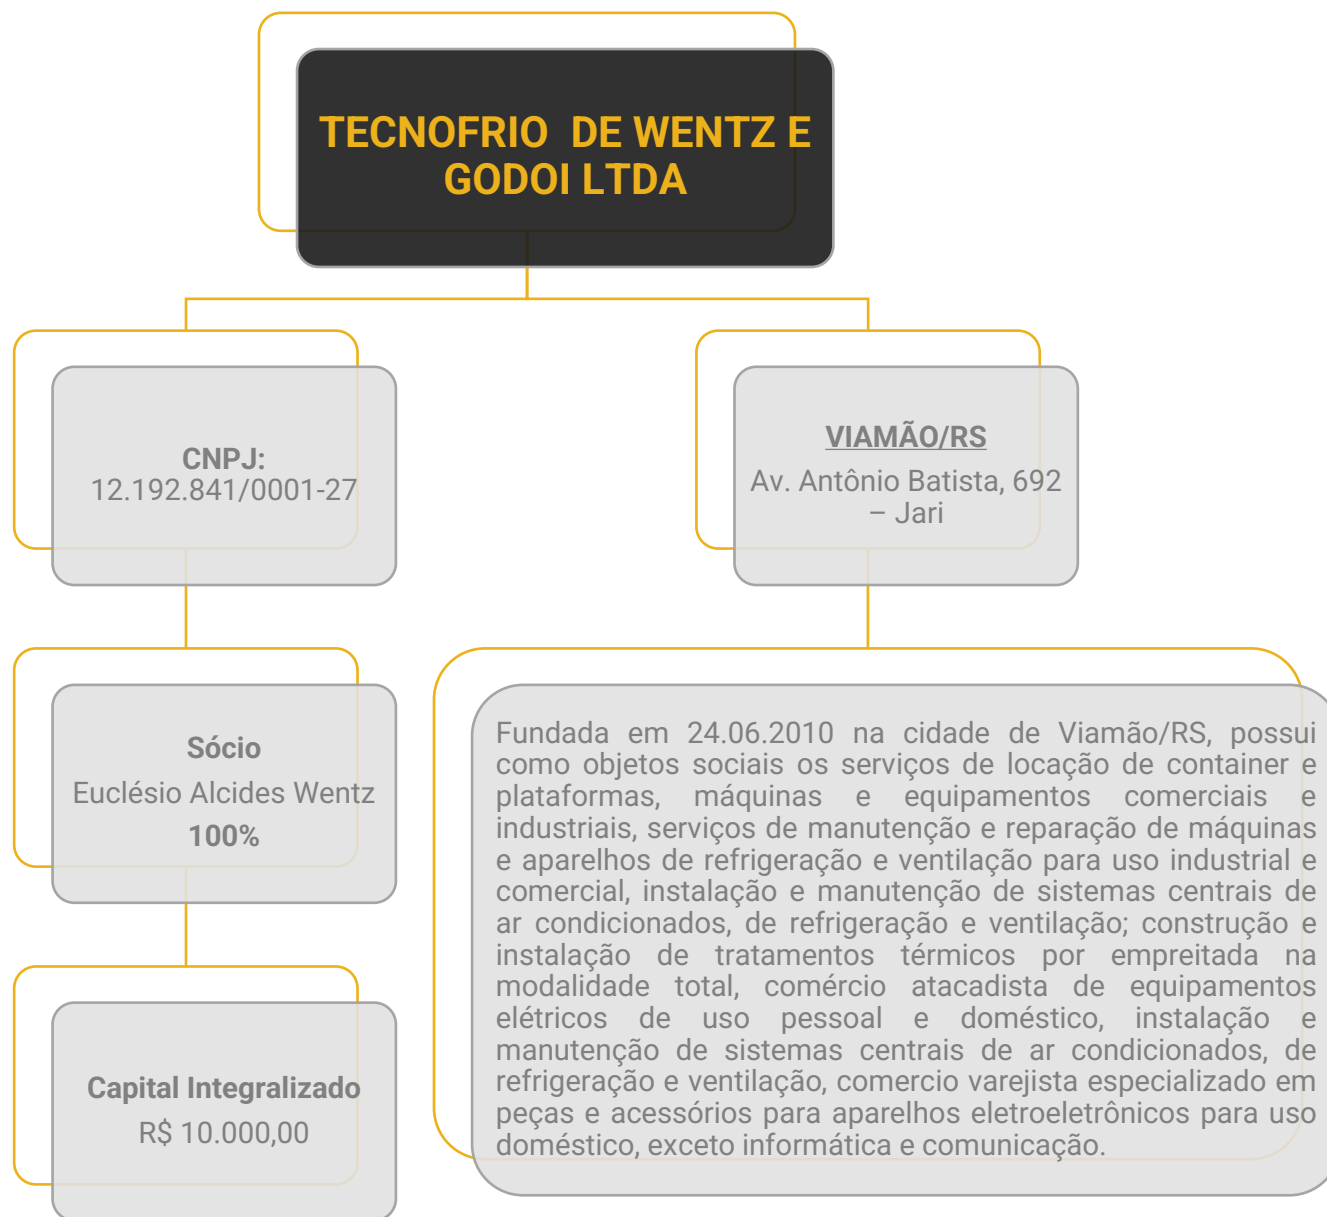 TECNOFRIO DE WENTZ E
GODOI LTDA
CNPJ:
12.192.841/0001-27
VIAMÃO/RS
Av. Antônio Batista, 692
– Jari
Sócio
Euclésio Alcides Wentz
100%
Capital Integralizado
R$ 10.000,00
Fundada em 24.06.2010 na cidade de Viamão/RS, possui
como objetos sociais os serviços de locação de container e
plataformas, máquinas e equipamentos comerciais e
industriais, serviços de manutenção e reparação de máquinas
e aparelhos de refrigeração e ventilação para uso industrial e
comercial, instalação e manutenção de sistemas centrais de
ar condicionados, de refrigeração e ventilação; construção e
instalação de tratamentos térmicos por empreitada na
modalidade total, comércio atacadista de equipamentos
elétricos de uso pessoal e doméstico, instalação e
manutenção de sistemas centrais de ar condicionados, de
refrigeração e ventilação, comercio varejista especializado em
peças e acessórios para aparelhos eletroeletrônicos para uso
doméstico, exceto informática e comunicação.